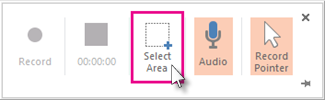 Record
00:00:00
Select
Area
Audio
Record
Pointer